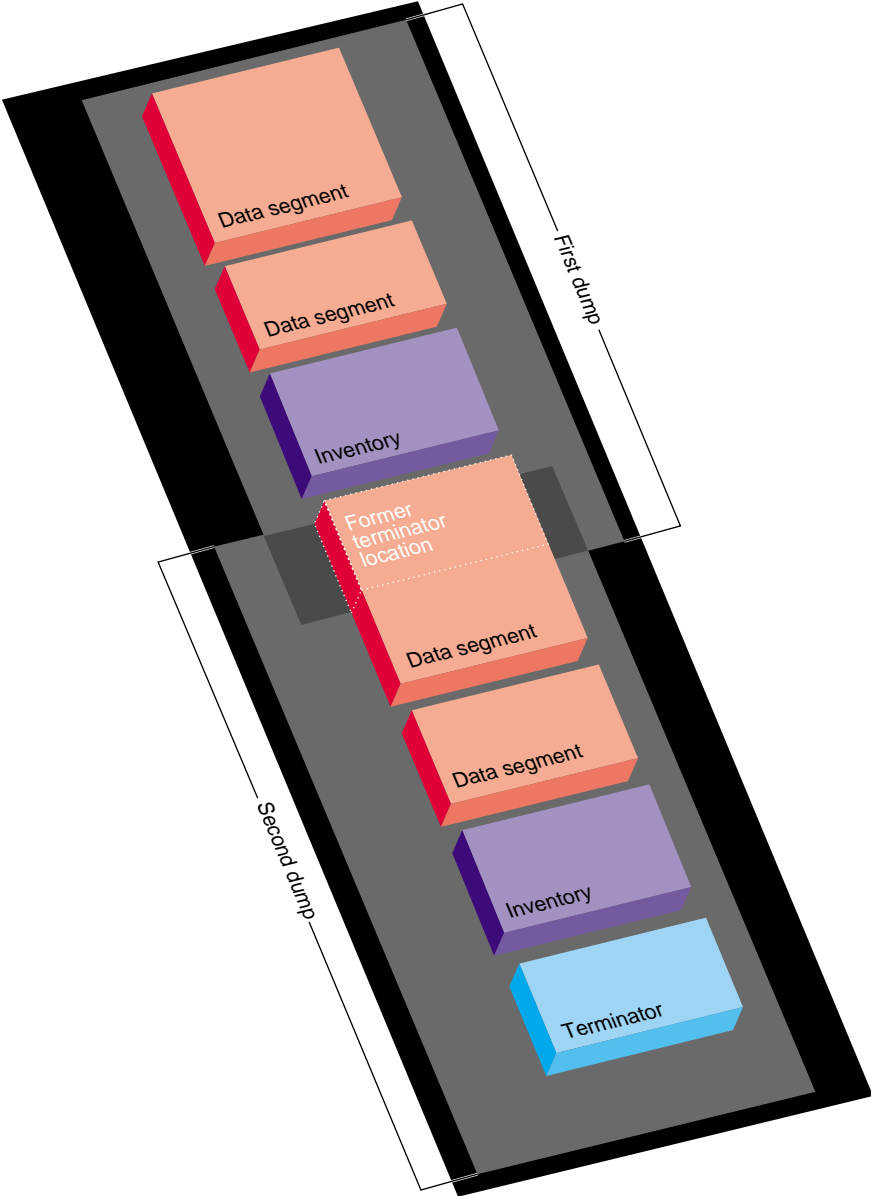 Data segment
First dump
Data segment
Inventory
Former
terminator
location
Data segment
Data segment
Second dump
Inventory
Terminator